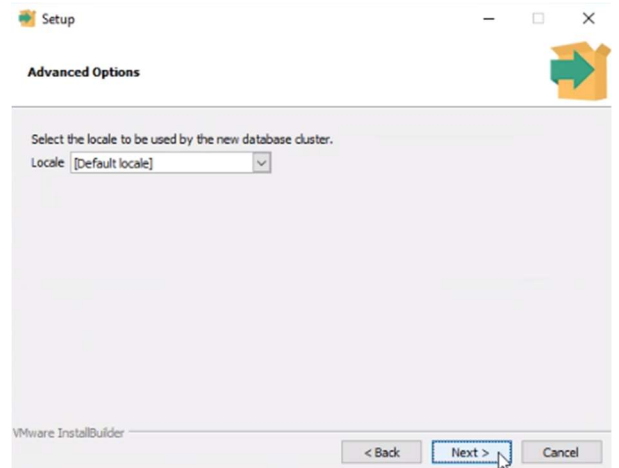 Setup
Advanced Options
Select the locale to be used by the new database cluster.
Locale [Default locale]
VMware InstallBuilder
< Back Next > Cancel